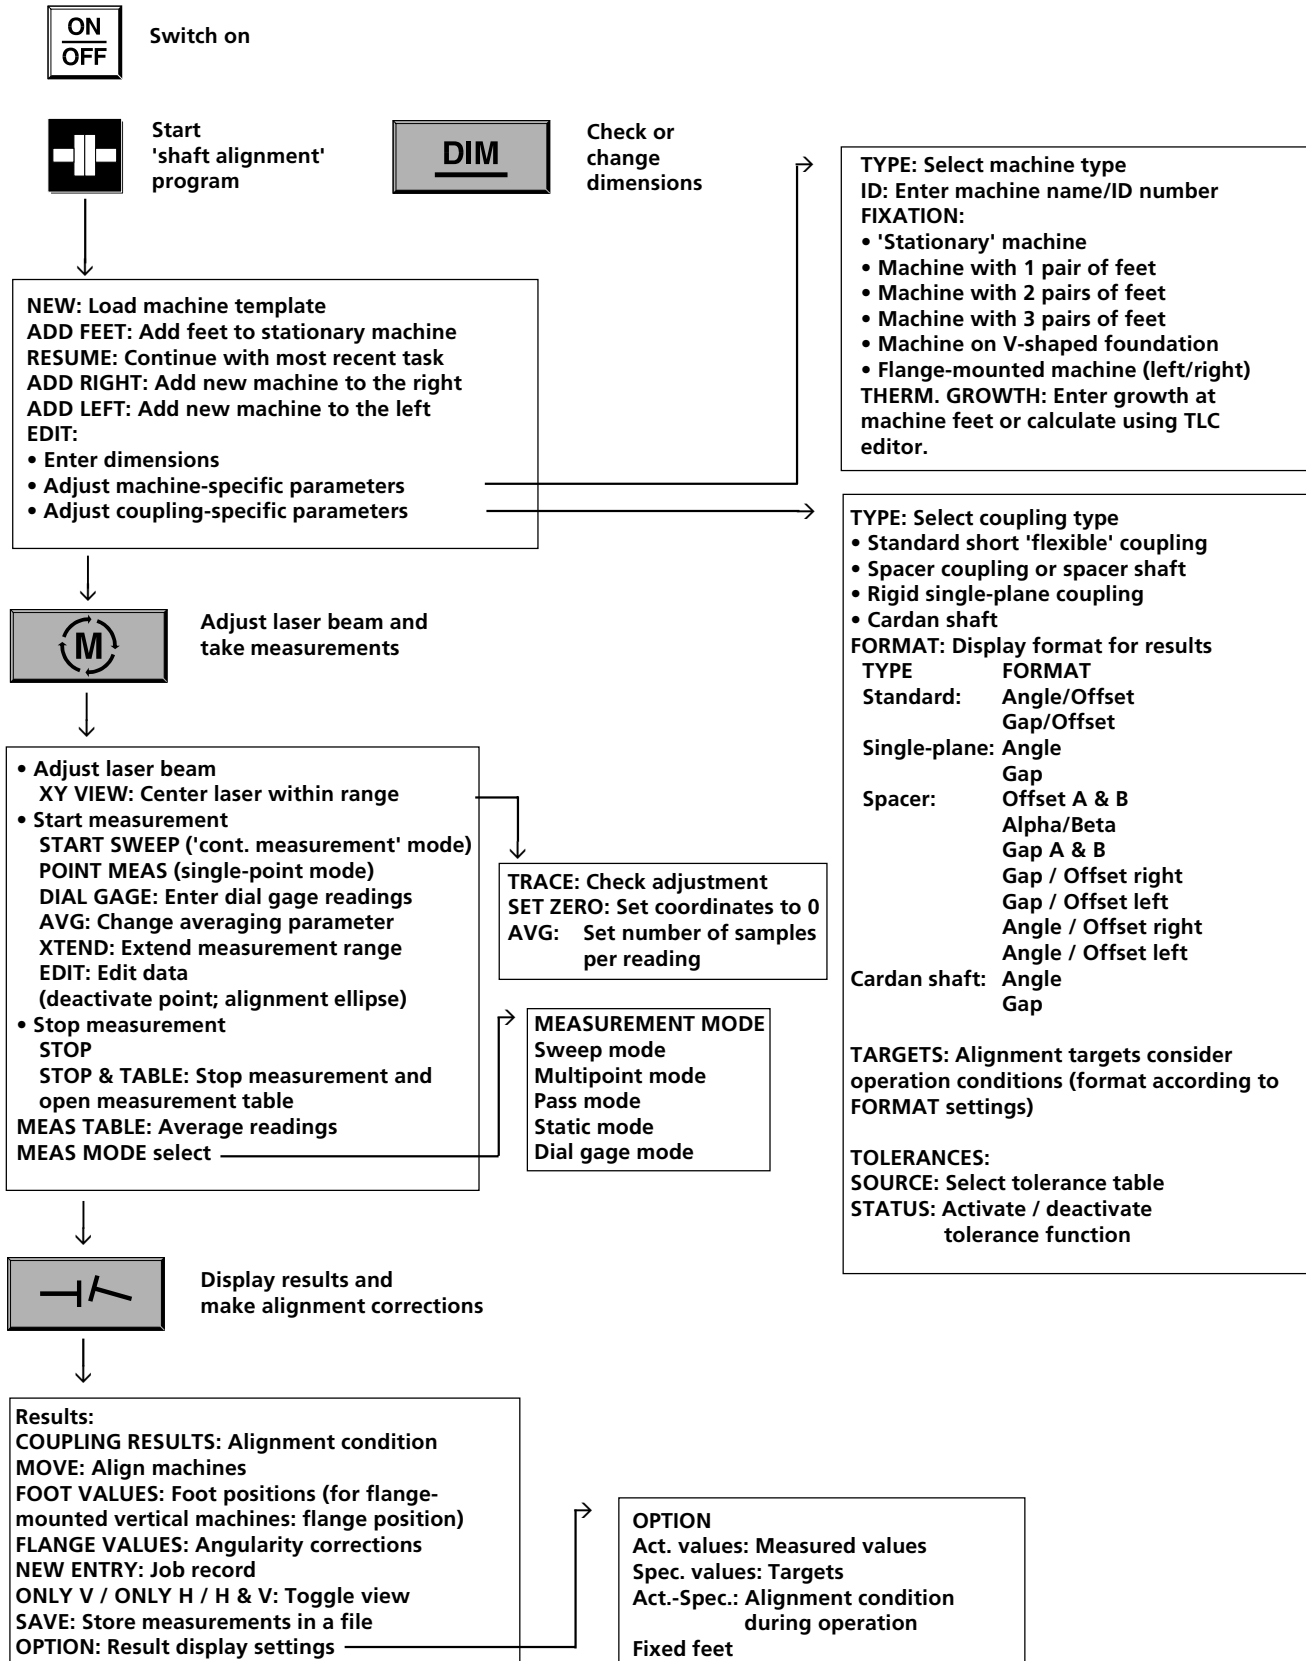 ON
OFF
Switch on
Start
'shaft alignment'
program
DIM
Check or
change
dimensions
NEW: Load machine template
ADD FEET: Add feet to stationary machine
RESUME: Continue with most recent task
ADD RIGHT: Add new machine to the right
ADD LEFT: Add new machine to the left
EDIT:
• Enter dimensions
• Adjust machine-specific parameters
• Adjust coupling-specific parameters
TYPE: Select machine type
ID: Enter machine name/ID number
FIXATION:
• 'Stationary' machine
• Machine with 1 pair of feet
• Machine with 2 pairs of feet
• Machine with 3 pairs of feet
• Machine on V-shaped foundation
• Flange-mounted machine (left/right)
THERM. GROWTH: Enter growth at
machine feet or calculate using TLC
editor.
TYPE: Select coupling type
• Standard short 'flexible' coupling
• Spacer coupling or spacer shaft
• Rigid single-plane coupling
• Cardan shaft
FORMAT: Display format for results
TYPE FORMAT
Standard: Angle/Offset
Gap/Offset
Single-plane: Angle
Gap
Spacer: Offset A & B
Alpha/Beta
Gap A & B
Gap / Offset right
Gap / Offset left
Angle / Offset right
Angle / Offset left
Cardan shaft: Angle
Gap
TARGETS: Alignment targets consider
operation conditions (format according to
FORMAT settings)
TOLERANCES:
SOURCE: Select tolerance table
STATUS: Activate / deactivate
tolerance function
M
Adjust laser beam and
take measurements
• Adjust laser beam
XY VIEW: Center laser within range
• Start measurement
START SWEEP ('cont. measurement' mode)
POINT MEAS (single-point mode)
DIAL GAGE: Enter dial gage readings
AVG: Change averaging parameter
XTEND: Extend measurement range
EDIT: Edit data
(deactivate point; alignment ellipse)
• Stop measurement
STOP
STOP & TABLE: Stop measurement and
open measurement table
MEAS TABLE: Average readings
MEAS MODE select
TRACE: Check adjustment
SET ZERO: Set coordinates to 0
AVG: Set number of samples
per reading
MEASUREMENT MODE
Sweep mode
Multipoint mode
Pass mode
Static mode
Dial gage mode
Display results and
make alignment corrections
Results:
COUPLING RESULTS: Alignment condition
MOVE: Align machines
FOOT VALUES: Foot positions (for flange-
mounted vertical machines: flange position)
FLANGE VALUES: Angularity corrections
NEW ENTRY: Job record
ONLY V / ONLY H / H & V: Toggle view
SAVE: Store measurements in a file
OPTION: Result display settings
OPTION
Act. values: Measured values
Spec. values: Targets
Act.-Spec.: Alignment condition
during operation
Fixed feet